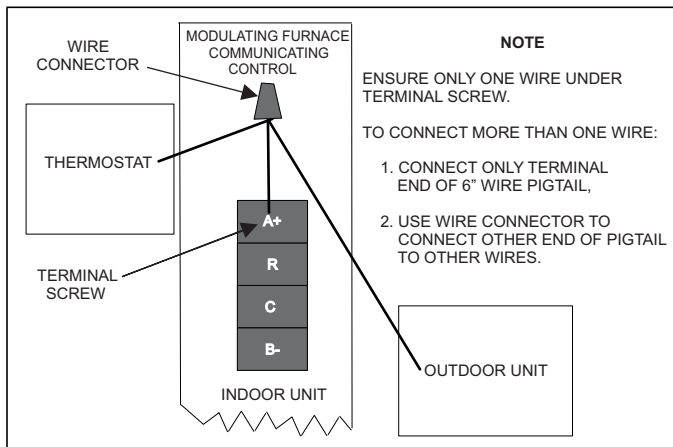 WIRE
CONNECTOR
MODULATING FURNACE
COMMUNICATING
CONTROL
THERMOSTAT
A+
R
C
B-
TERMINAL
SCREW
INDOOR UNIT
OUTDOOR UNIT
NOTE
ENSURE ONLY ONE WIRE UNDER
TERMINAL SCREW.
TO CONNECT MORE THAN ONE WIRE:
1. CONNECT ONLY TERMINAL
END OF 6” WIRE PIGTAIL,
2. USE WIRE CONNECTOR TO
CONNECT OTHER END OF PIGTAIL
TO OTHER WIRES.